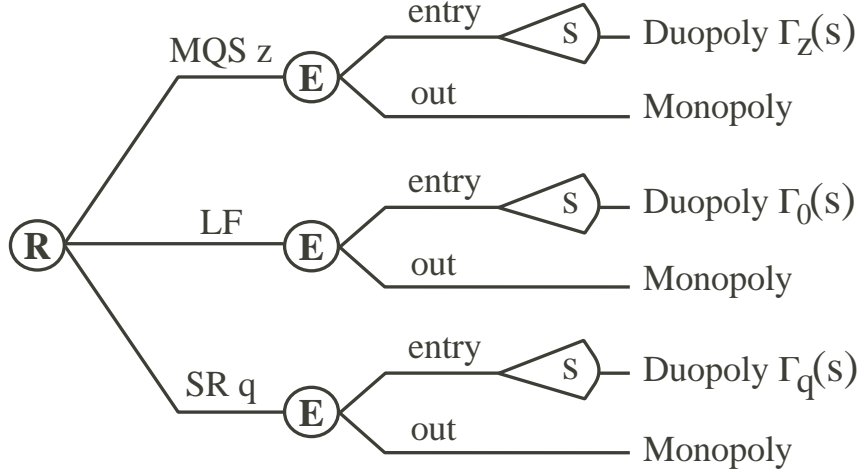 entry
MQS z
E
S
Duopoly Γz(s)
out
Monopoly
entry
LF
R
E
S
Duopoly Γ0(s)
out
Monopoly
entry
SR q
E
S
Duopoly Γq(s)
out
Monopoly